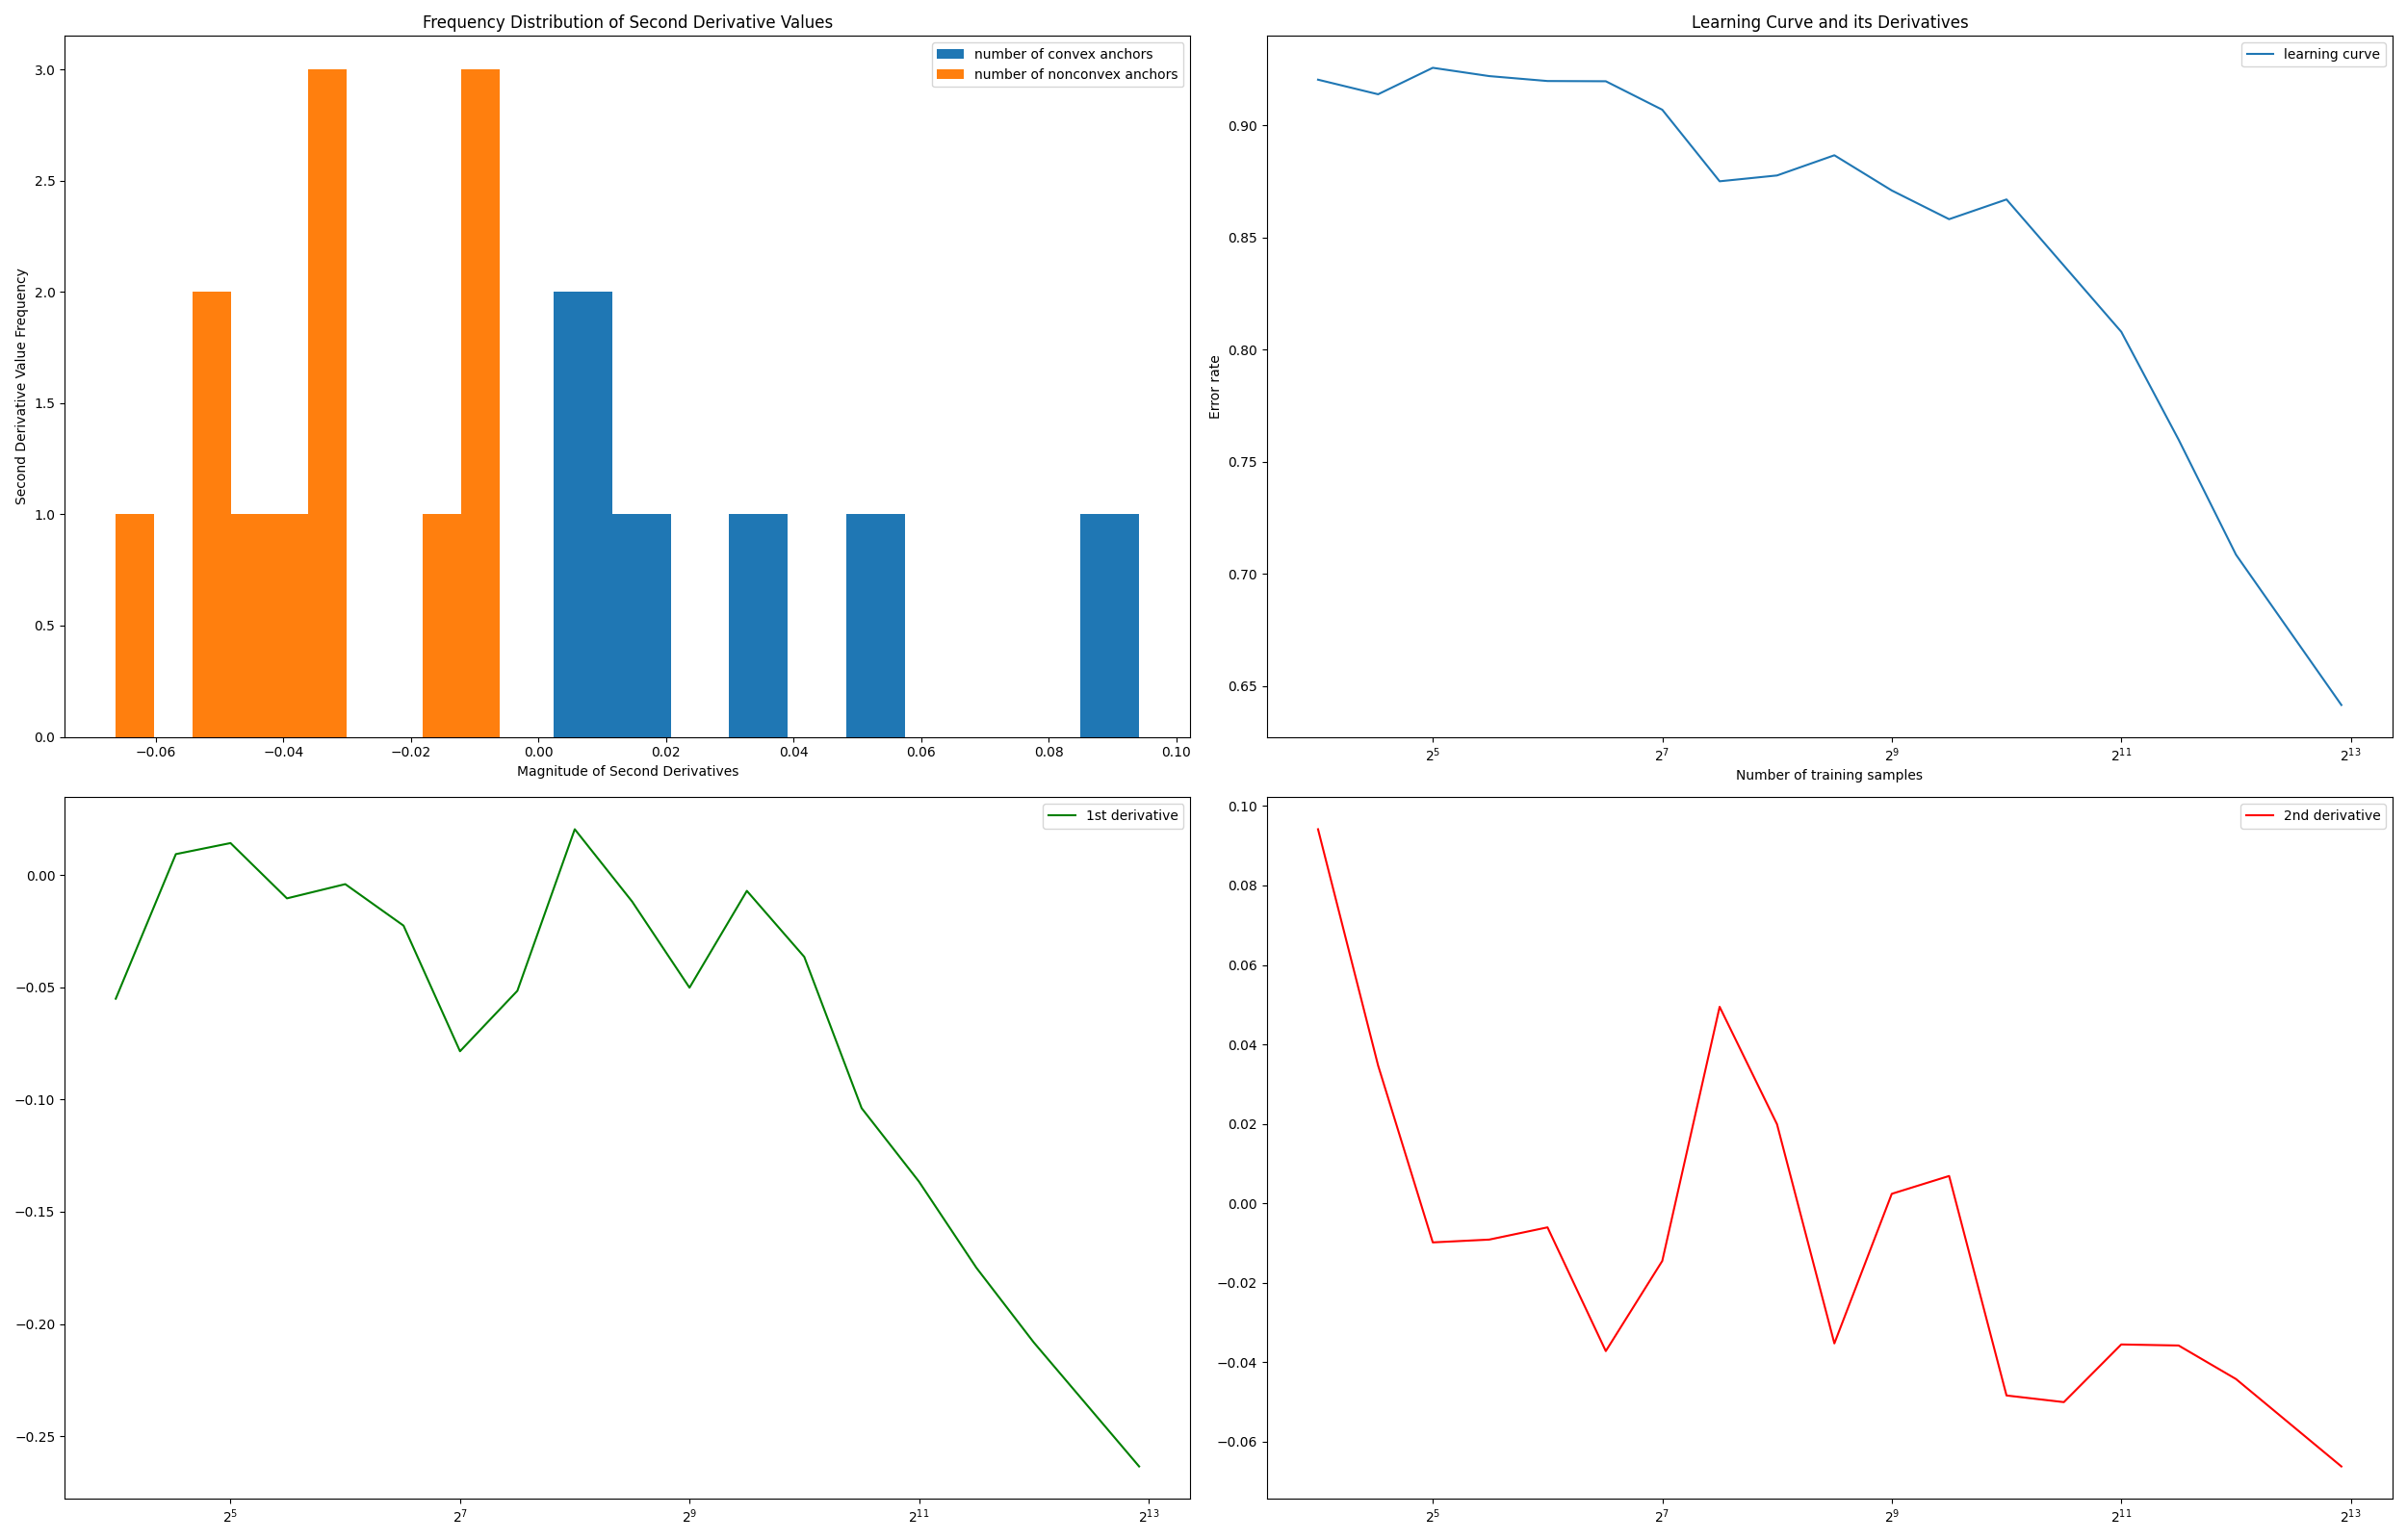 Frequency Distribution of Second Derivative Values
number of convex anchors
number of nonconvex anchors
3.0
2.5
2.0
1.5
1.0
0.5
0.0
Second Derivative Value Frequency
−0.06 −0.04 −0.02 0.00 0.02 0.04 0.06 0.08 0.10
Magnitude of Second Derivatives
Learning Curve and its Derivatives
learning curve
0.90
0.85
0.80
0.75
0.70
0.65
Error rate
2^5 2^7 2^9 2^11 2^13
Number of training samples
1st derivative
0.00
−0.05
−0.10
−0.15
−0.20
−0.25
2^5 2^7 2^9 2^11 2^13
2nd derivative
0.10
0.08
0.06
0.04
0.02
0.00
−0.02
−0.04
−0.06
2^5 2^7 2^9 2^11 2^13